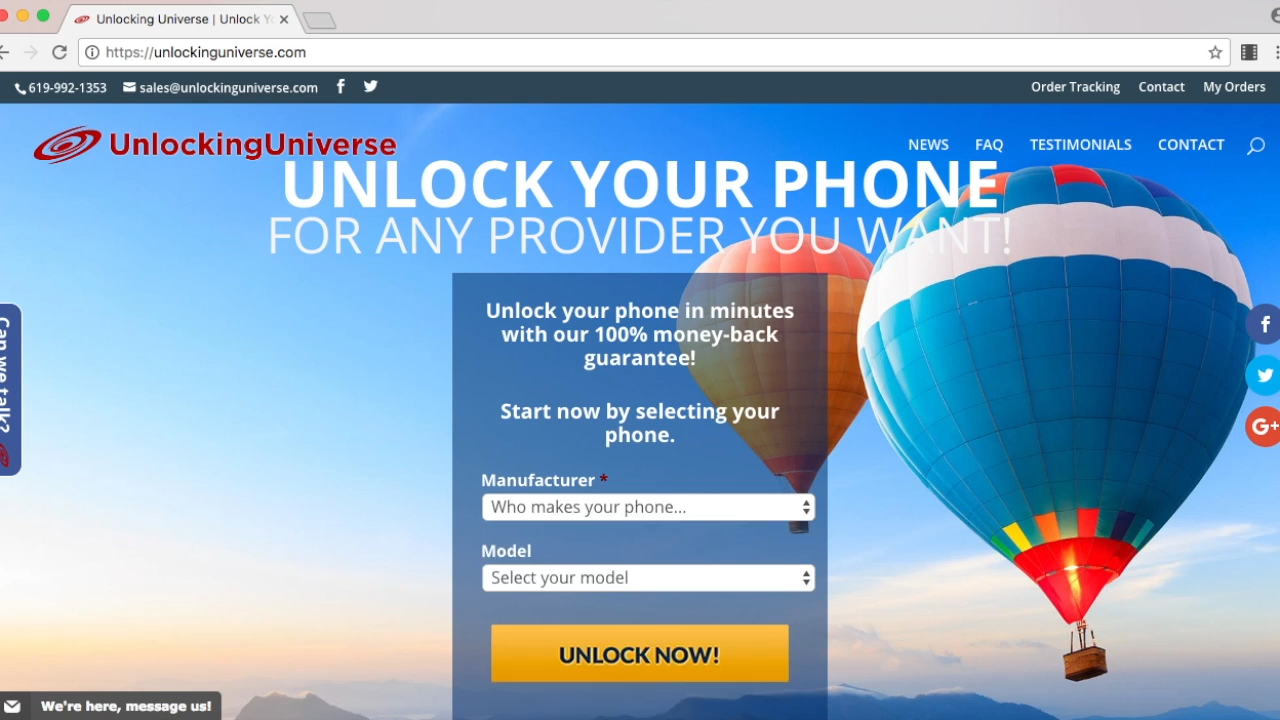 Unlocking Universe | Unlock Yo
https://unlockinguniverse.com
619-992-1353 sales@unlockinguniverse.com Order Tracking Contact My Orders
UnlockingUniverse NEWS FAQ TESTIMONIALS CONTACT
UNLOCK YOUR PHONE
FOR ANY PROVIDER YOU WANT!
Unlock your phone in minutes
with our 100% money-back
guarantee!
Start now by selecting your
phone.
Manufacturer *
Who makes your phone...
Model
Select your model
UNLOCK NOW!
Can we talk?
G+
We're here, message us!